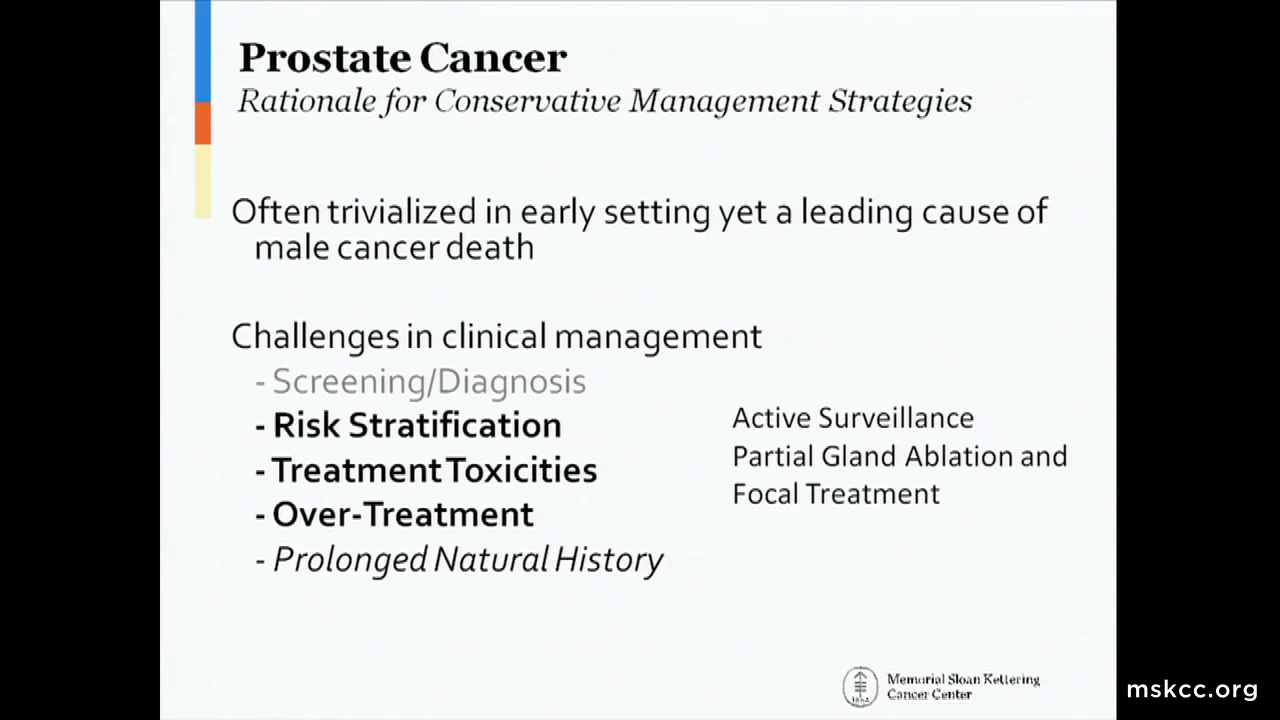 Prostate Cancer
Rationale for Conservative Management Strategies
Often trivialized in early setting yet a leading cause of
male cancer death
Challenges in clinical management
- Screening/Diagnosis
- Risk Stratification
- Treatment Toxicities
- Over-Treatment
- Prolonged Natural History
Active Surveillance
Partial Gland Ablation and
Focal Treatment
Memorial Sloan Kettering
Cancer Center
mskcc.org